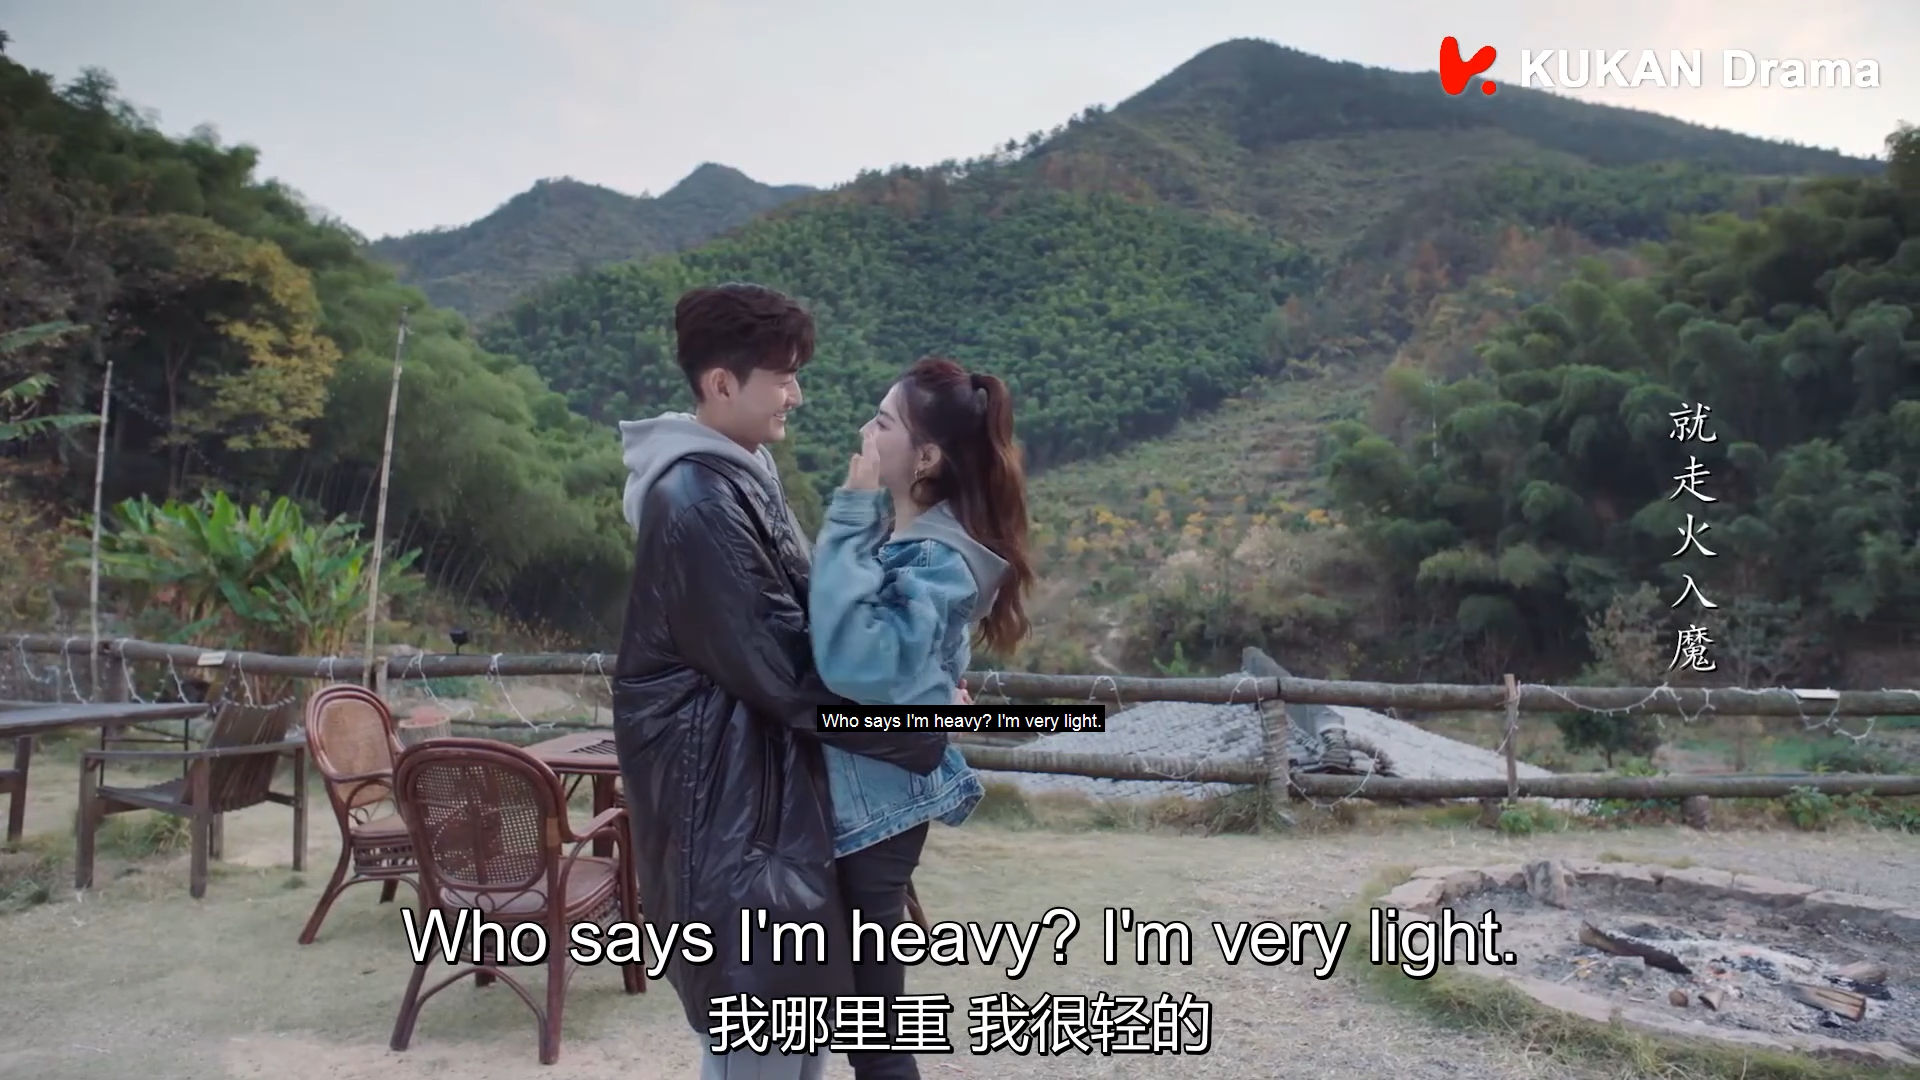 KUKAN Drama
就走火入魔
Who says I'm heavy? I'm very light.
Who says I'm heavy? I'm very light.
我哪里重 我很轻的